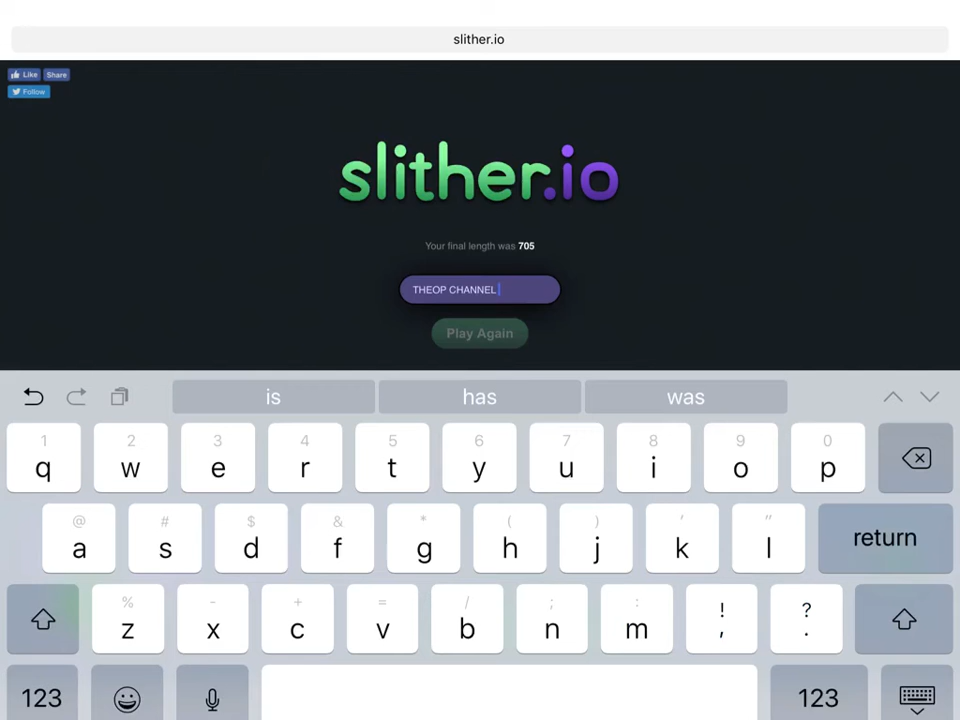 slither.io
Like Share
Follow
slither.io
Your final length was 705
THEOP CHANNEL
Play Again
is has was
1 2 3 4 5 6 7 8 9 0
q w e r t y u i o p
@ # $ & * ( ) ' "
a s d f g h j k l return
% - + = / ; : ! ?
z x c v b n m , .
123 123